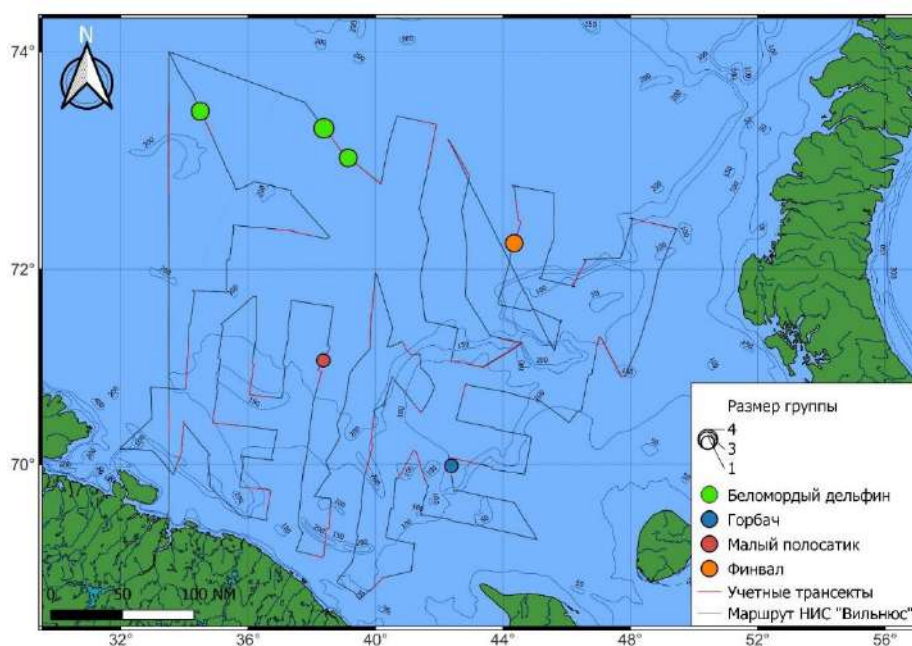 N
74°
72°
70°
Размер группы
4
3
1
Беломордый дельфин
Горбач
Малый полосатик
Финвал
Учетные трансекты
Маршрут НИС "Вильнюс"
0 50 100 NM
32° 36° 40° 44° 48° 52° 56°